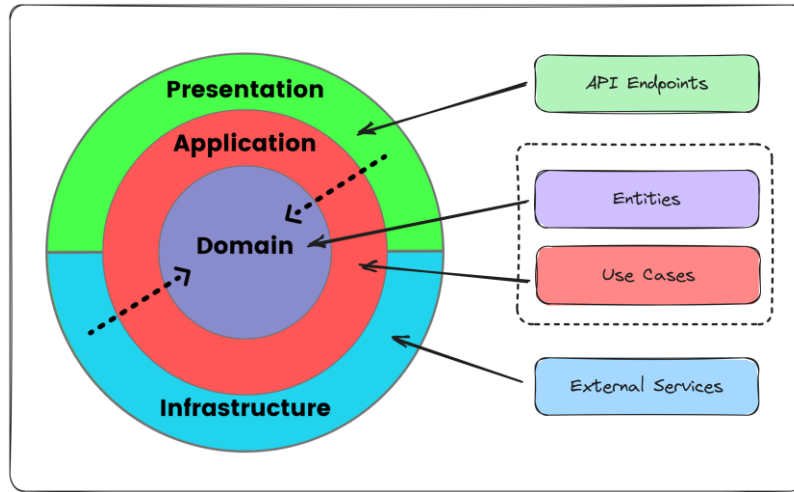 Presentation
Application
Domain
Infrastructure
API Endpoints
Entities
Use Cases
External Services